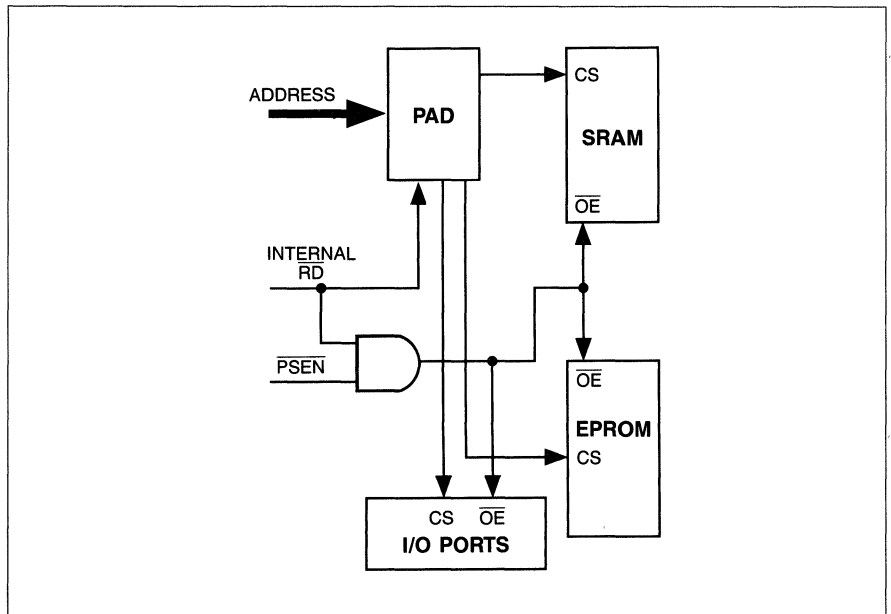 ADDRESS
PAD
CS
SRAM
OE
INTERNAL
RD
PSEN
OE
EPROM
CS
CS OE
I/O PORTS